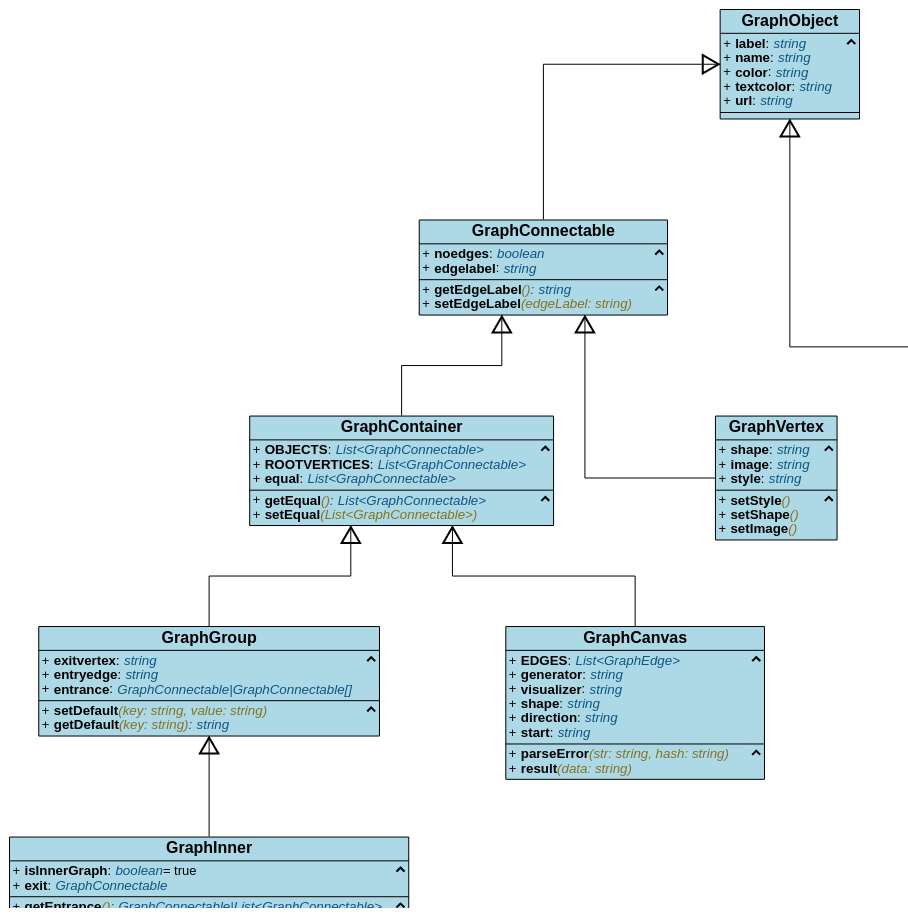 GraphObject
+ label: string
+ name: string
+ color: string
+ textcolor: string
+ url: string
GraphConnectable
+ noedges: boolean
+ edgelabel: string
+ getEdgeLabel(): string
+ setEdgeLabel(edgeLabel: string)
GraphContainer
+ OBJECTS: List<GraphConnectable>
+ ROOTVERTICES: List<GraphConnectable>
+ equal: List<GraphConnectable>
+ getEqual(): List<GraphConnectable>
+ setEqual(List<GraphConnectable>)
GraphVertex
+ shape: string
+ image: string
+ style: string
+ setStyle()
+ setShape()
+ setImage()
GraphGroup
+ exitvertex: string
+ entryedge: string
+ entrance: GraphConnectable|GraphConnectable[]
+ setDefault(key: string, value: string)
+ getDefault(key: string): string
GraphCanvas
+ EDGES: List<GraphEdge>
+ generator: string
+ visualizer: string
+ shape: string
+ direction: string
+ start: string
+ parseError(str: string, hash: string)
+ result(data: string)
GraphInner
+ isInnerGraph: boolean= true
+ exit: GraphConnectable
+ getEntrance(): GraphConnectable|List<GraphConnectable>